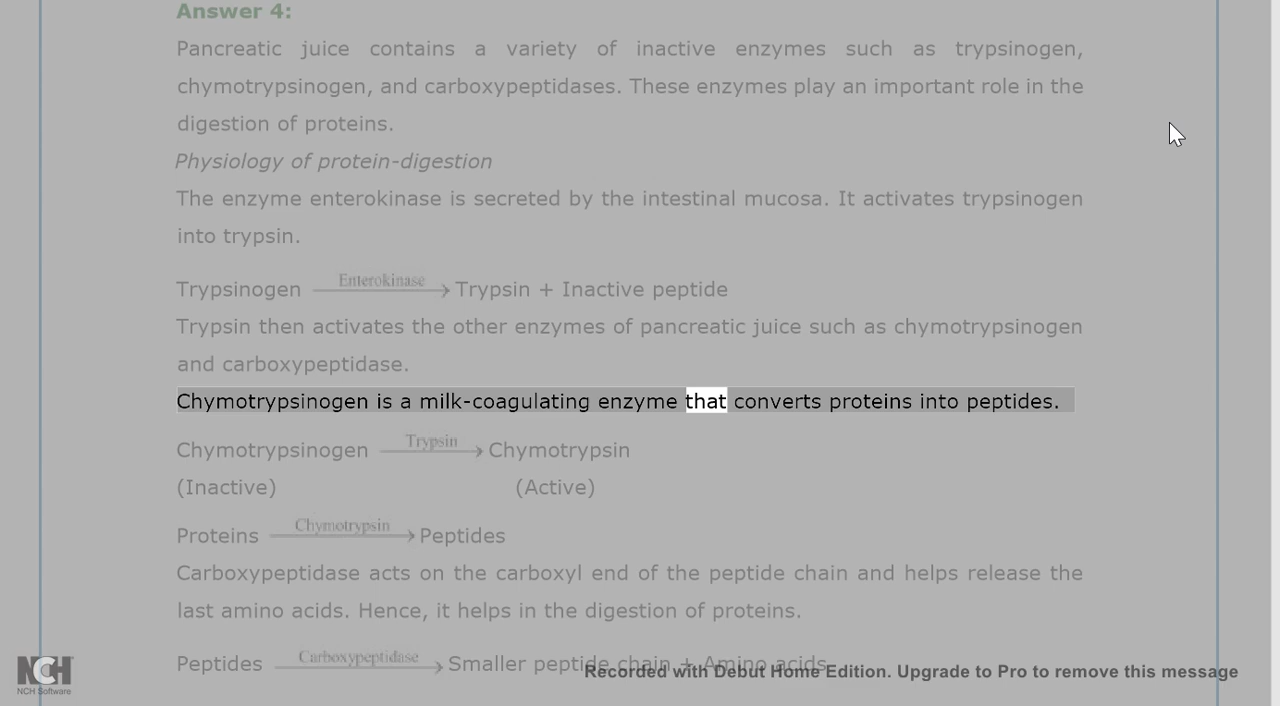 Answer 4:
Pancreatic juice contains a variety of inactive enzymes such as trypsinogen,
chymotrypsinogen, and carboxypeptidases. These enzymes play an important role in the
digestion of proteins.
Physiology of protein-digestion
The enzyme enterokinase is secreted by the intestinal mucosa. It activates trypsinogen
into trypsin.
Enterokinase
Trypsinogen → Trypsin + Inactive peptide
Trypsin then activates the other enzymes of pancreatic juice such as chymotrypsinogen
and carboxypeptidase.
Chymotrypsinogen is a milk-coagulating enzyme that converts proteins into peptides.
Trypsin
Chymotrypsinogen → Chymotrypsin
(Inactive) (Active)
Chymotrypsin
Proteins → Peptides
Carboxypeptidase acts on the carboxyl end of the peptide chain and helps release the
last amino acids. Hence, it helps in the digestion of proteins.
Carboxypeptidase
Peptides → Smaller peptide chain + Amino acids
Recorded with Debut Home Edition. Upgrade to Pro to remove this message
NCH
NCH Software